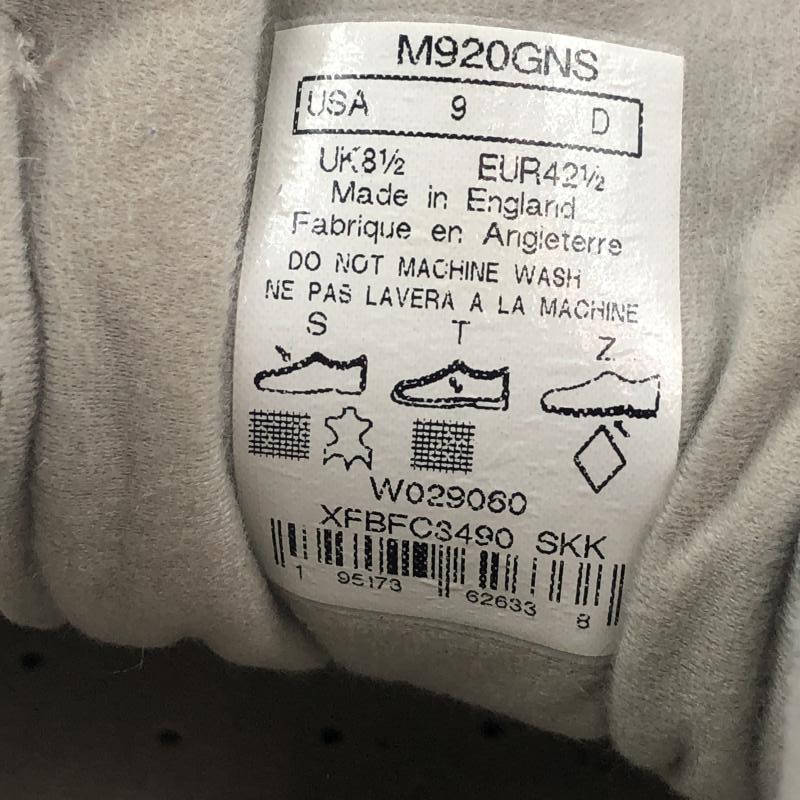 M920GNS
USA 9 D
UK8½ EUR42½
Made in England
Fabrique en Angleterre
DO NOT MACHINE WASH
NE PAS LAVERA A LA MACHINE
S T Z
W029060
XFBFC3490 SKK
1 95173 62633 8